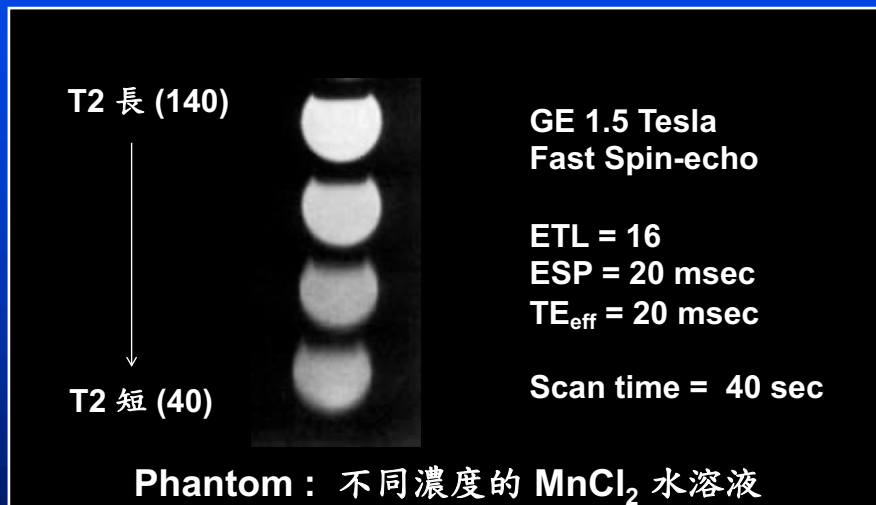 T2 長 (140)
T2 短 (40)
GE 1.5 Tesla
Fast Spin-echo
ETL = 16
ESP = 20 msec
TEeff = 20 msec
Scan time = 40 sec
Phantom : 不同濃度的 MnCl2 水溶液